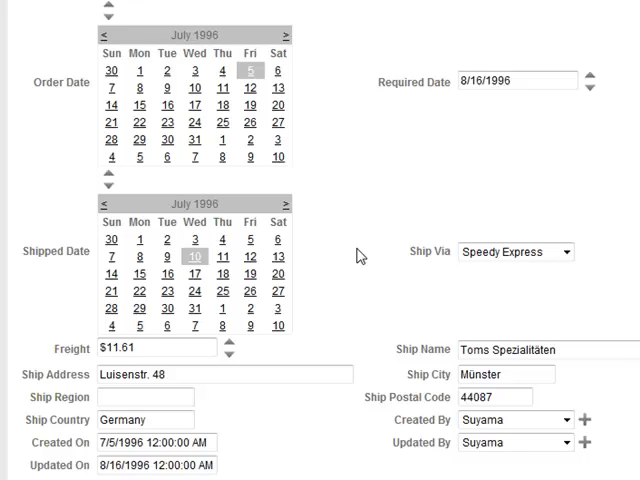 < July 1996 >
Sun Mon Tue Wed Thu Fri Sat
30 1 2 3 4 5 6
7 8 9 10 11 12 13
14 15 16 17 18 19 20
21 22 23 24 25 26 27
28 29 30 31 1 2 3
4 5 6 7 8 9 10
Order Date
Required Date 8/16/1996
< July 1996 >
Sun Mon Tue Wed Thu Fri Sat
30 1 2 3 4 5 6
7 8 9 10 11 12 13
14 15 16 17 18 19 20
21 22 23 24 25 26 27
28 29 30 31 1 2 3
4 5 6 7 8 9 10
Shipped Date
Ship Via Speedy Express
Freight $11.61 Ship Name Toms Spezialitäten
Ship Address Luisenstr. 48 Ship City Münster
Ship Region Ship Postal Code 44087
Ship Country Germany Created By Suyama
Created On 7/5/1996 12:00:00 AM Updated By Suyama
Updated On 8/16/1996 12:00:00 AM